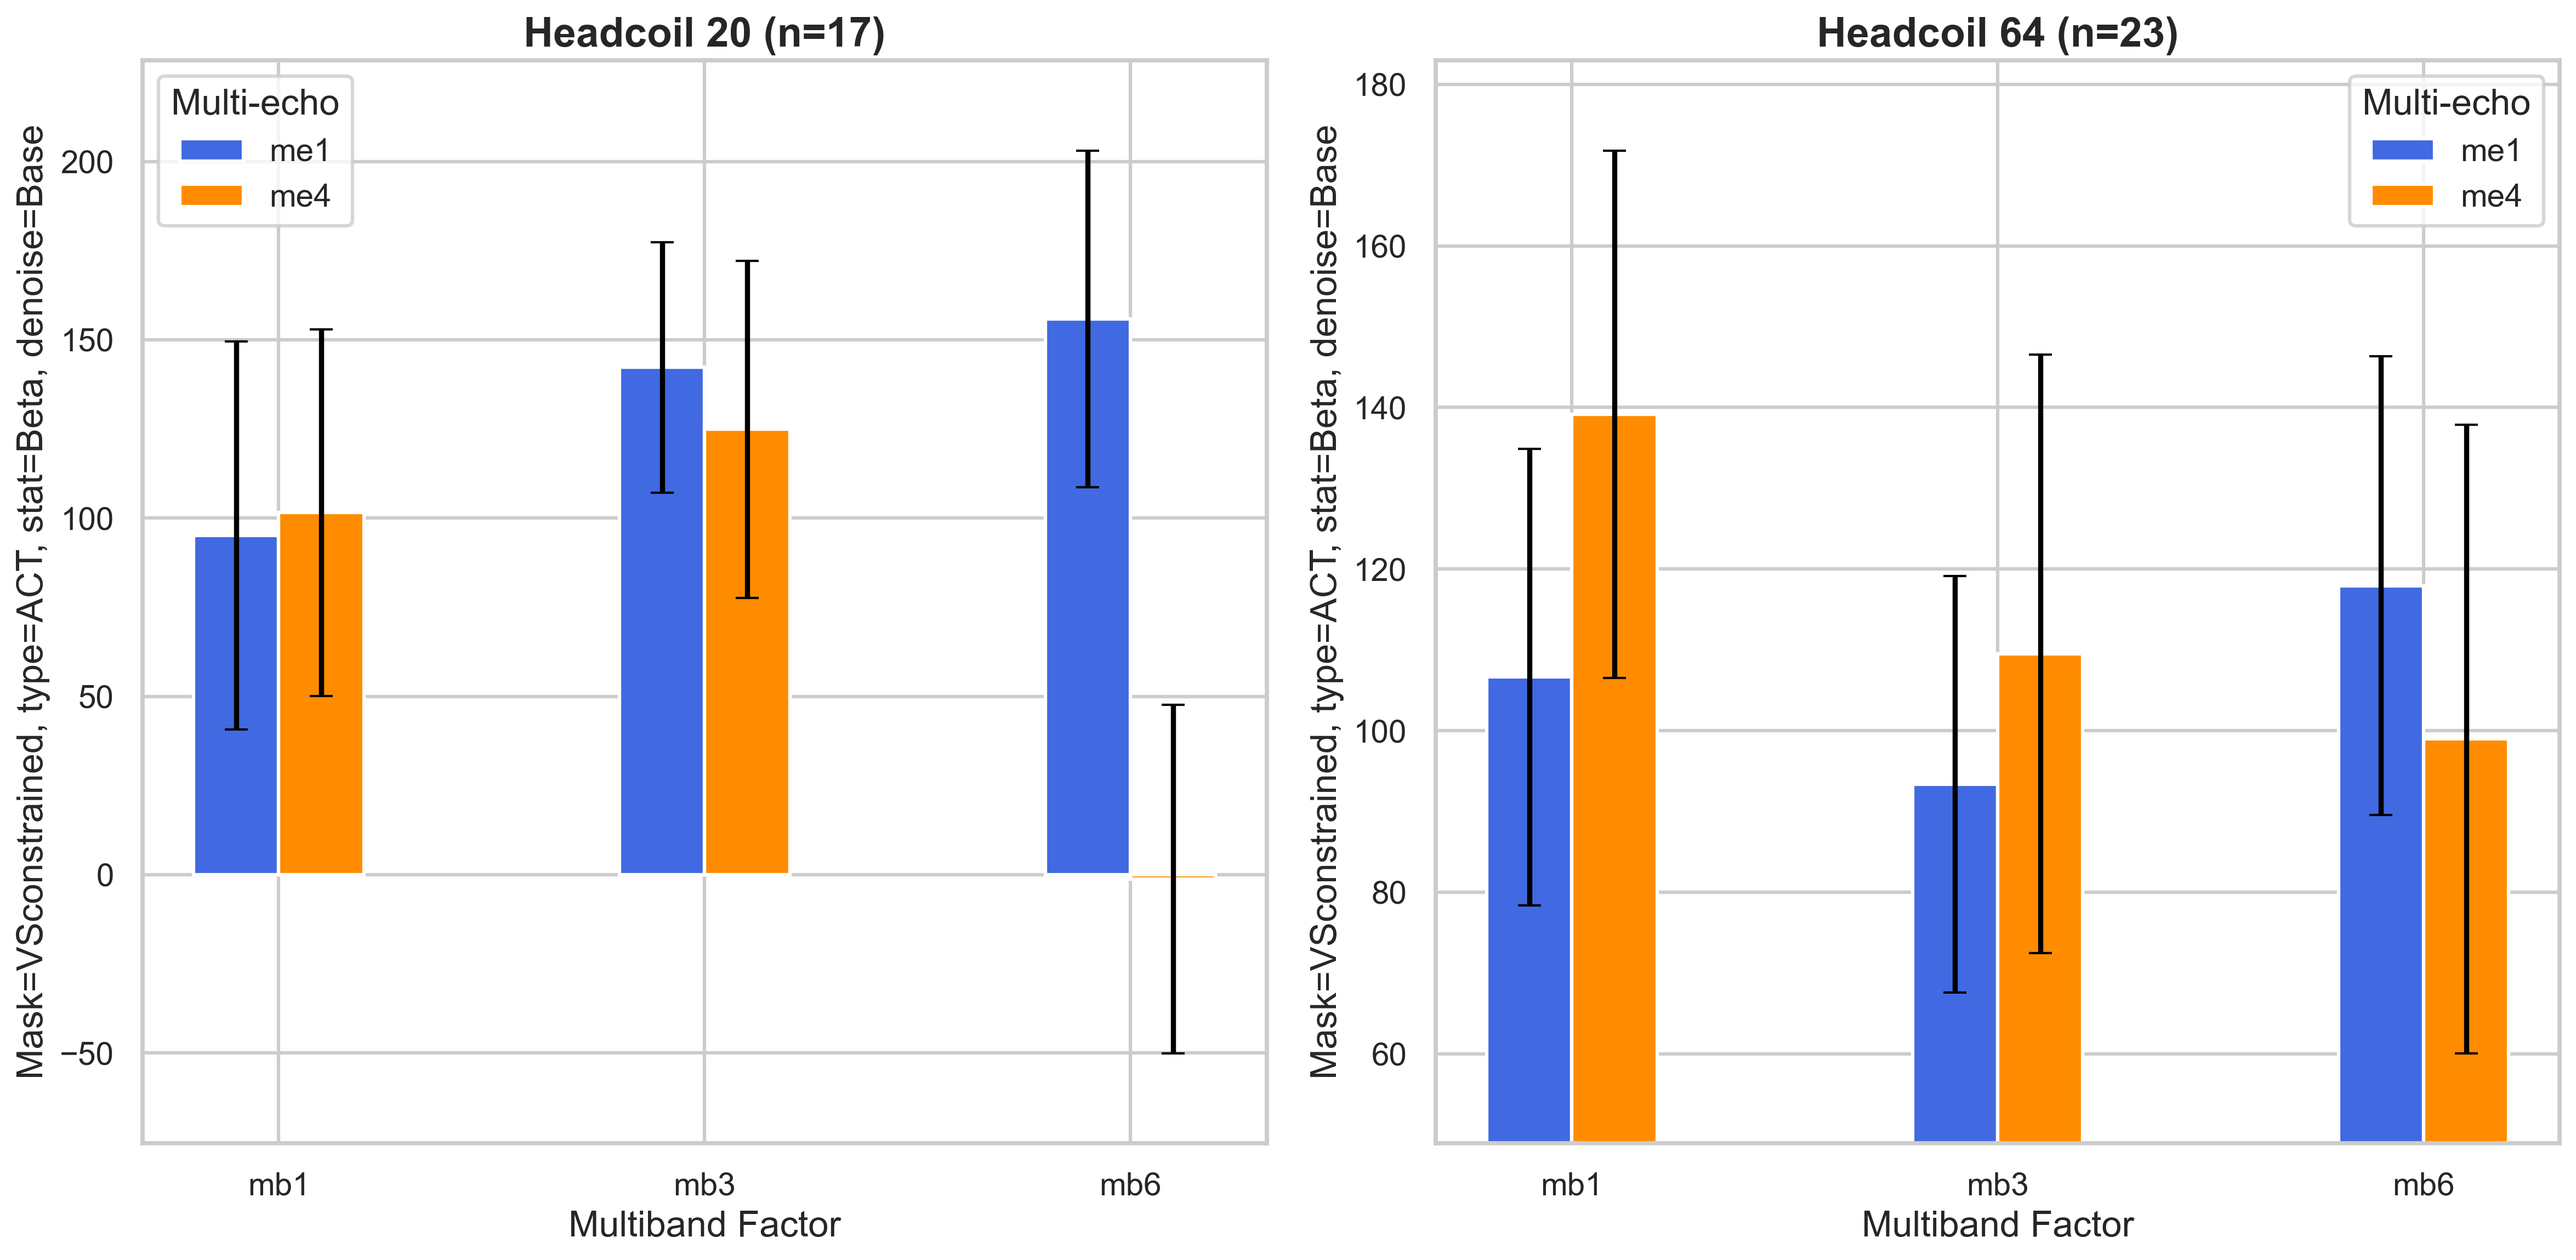 Headcoil 20 (n=17)
Mask=VSconstrained, type=ACT, stat=Beta, denoise=Base
Multi-echo
me1
me4
200
150
100
50
0
−50
mb1
mb3
mb6
Multiband Factor
Headcoil 64 (n=23)
Mask=VSconstrained, type=ACT, stat=Beta, denoise=Base
Multi-echo
me1
me4
180
160
140
120
100
80
60
mb1
mb3
mb6
Multiband Factor